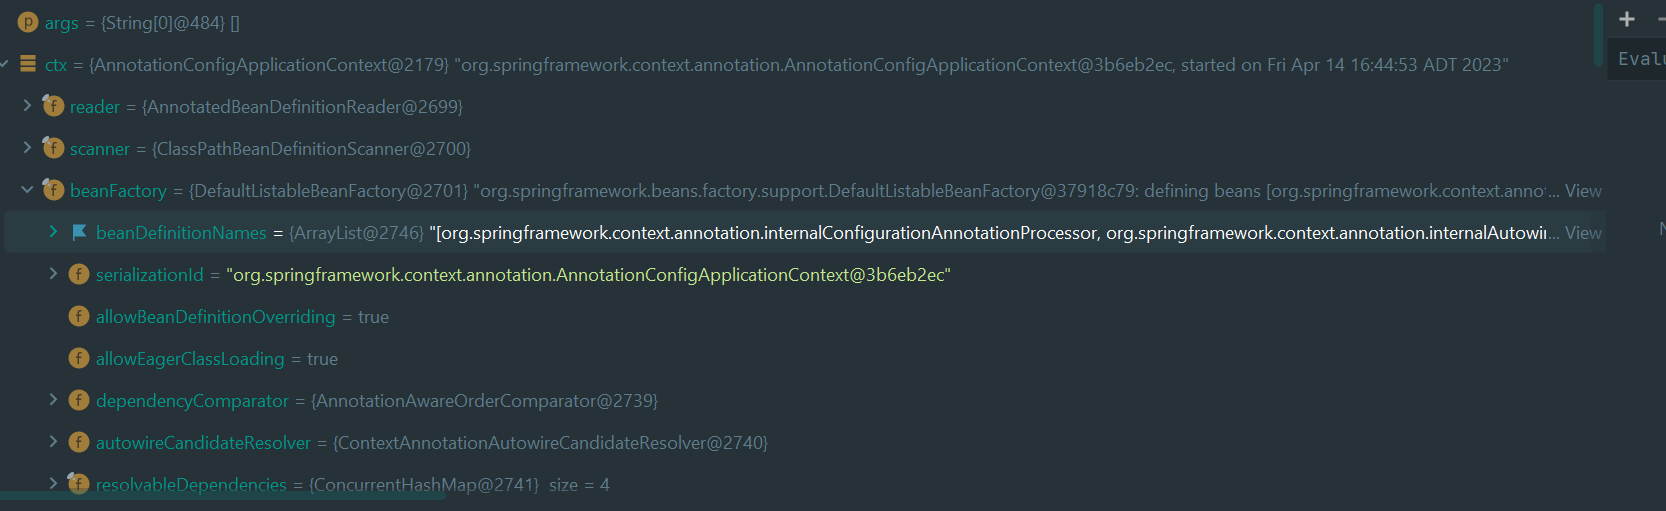 p args = {String[0]@484} []
ctx = {AnnotationConfigApplicationContext@2179} "org.springframework.context.annotation.AnnotationConfigApplicationContext@3b6eb2ec, started on Fri Apr 14 16:44:53 ADT 2023"
f reader = {AnnotatedBeanDefinitionReader@2699}
f scanner = {ClassPathBeanDefinitionScanner@2700}
f beanFactory = {DefaultListableBeanFactory@2701} "org.springframework.beans.factory.support.DefaultListableBeanFactory@37918c79: defining beans [org.springframework.context.anno... View
beanDefinitionNames = {ArrayList@2746} "[org.springframework.context.annotation.internalConfigurationAnnotationProcessor, org.springframework.context.annotation.internalAutowi... View
f serializationId = "org.springframework.context.annotation.AnnotationConfigApplicationContext@3b6eb2ec"
f allowBeanDefinitionOverriding = true
f allowEagerClassLoading = true
f dependencyComparator = {AnnotationAwareOrderComparator@2739}
f autowireCandidateResolver = {ContextAnnotationAutowireCandidateResolver@2740}
f resolvableDependencies = {ConcurrentHashMap@2741} size = 4
Evalu